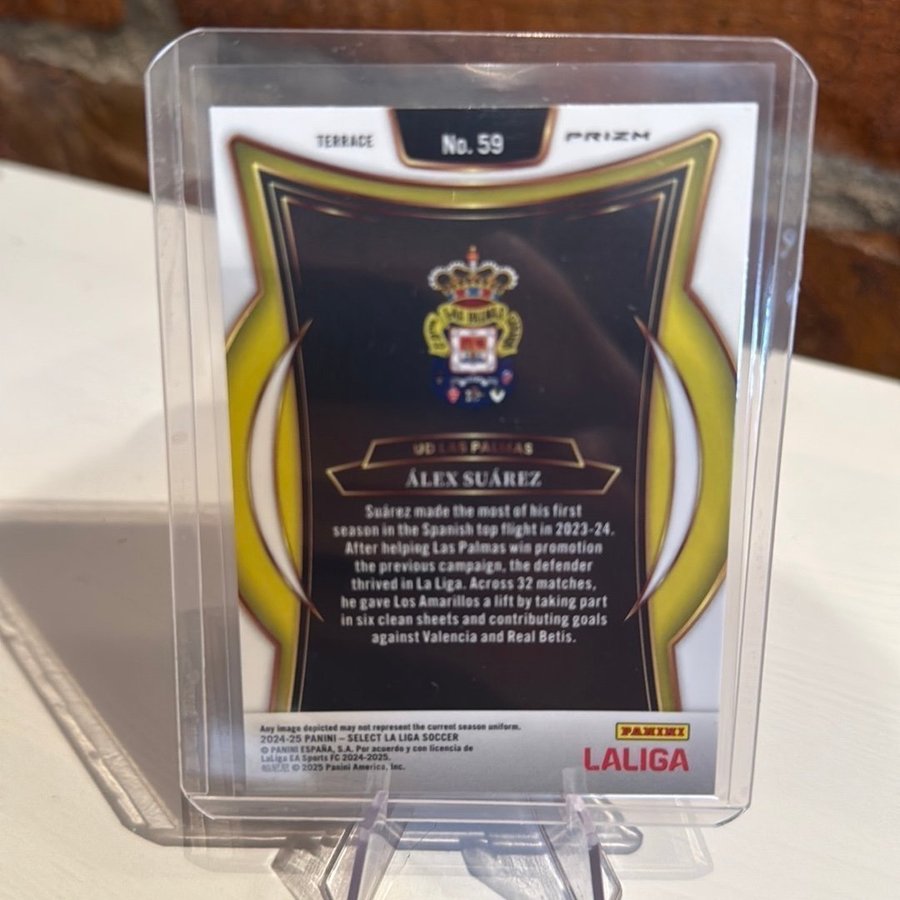 TERRACE
No. 59
PRIZM
UD LAS PALMAS
ÁLEX SUÁREZ
Suárez made the most of his first
season in the Spanish top flight in 2023-24.
After helping Las Palmas win promotion
the previous campaign, the defender
thrived in La Liga. Across 32 matches,
he gave Los Amarillos a lift by taking part
in six clean sheets and contributing goals
against Valencia and Real Betis.
Any image depicted may not represent the current season uniform.
2024-25 PANINI – SELECT LA LIGA SOCCER
© PANINI ESPAÑA, S.A. Por acuerdo y con licencia de
LaLiga EA Sports FC 2024-2025.
帕尼尼 © 2025 Panini America, Inc.
PANINI
LALIGA